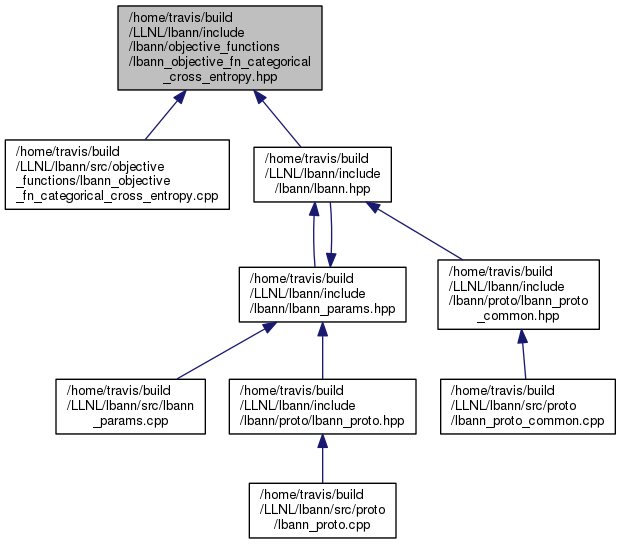 /home/travis/build
/LLNL/lbann/include
/lbann/objective_functions
/lbann_objective_fn_categorical
_cross_entropy.hpp
/home/travis/build
/LLNL/lbann/src/objective
_functions/lbann_objective
_fn_categorical_cross_entropy.cpp
/home/travis/build
/LLNL/lbann/include
/lbann/lbann.hpp
/home/travis/build
/LLNL/lbann/include
/lbann/lbann_params.hpp
/home/travis/build
/LLNL/lbann/include
/lbann/proto/lbann_proto
_common.hpp
/home/travis/build
/LLNL/lbann/src/lbann
_params.cpp
/home/travis/build
/LLNL/lbann/include
/lbann/proto/lbann_proto.hpp
/home/travis/build
/LLNL/lbann/src/proto
/lbann_proto_common.cpp
/home/travis/build
/LLNL/lbann/src/proto
/lbann_proto.cpp